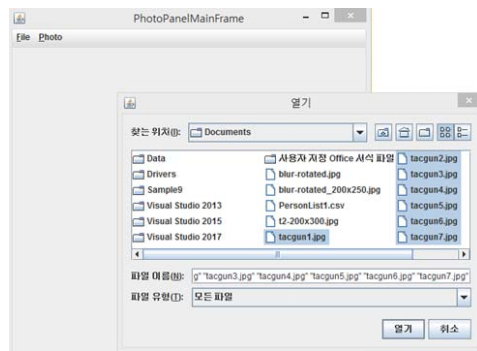 PhotoPanelMainFrame
File Photo
열기
찾는 위치(I): Documents
Data
Drivers
Sample9
Visual Studio 2013
Visual Studio 2015
Visual Studio 2017
사용자 지정 Office 서식 파일
blur-rotated.jpg
blur-rotated_200x250.jpg
PersonList1.csv
t2-200x300.jpg
tacgun1.jpg
tacgun2.jpg
tacgun3.jpg
tacgun4.jpg
tacgun5.jpg
tacgun6.jpg
tacgun7.jpg
파일 이름(N): g" "tacgun3.jpg" "tacgun4.jpg" "tacgun5.jpg" "tacgun6.jpg" "tacgun7.jpg"
파일 유형(T): 모든 파일
열기 취소